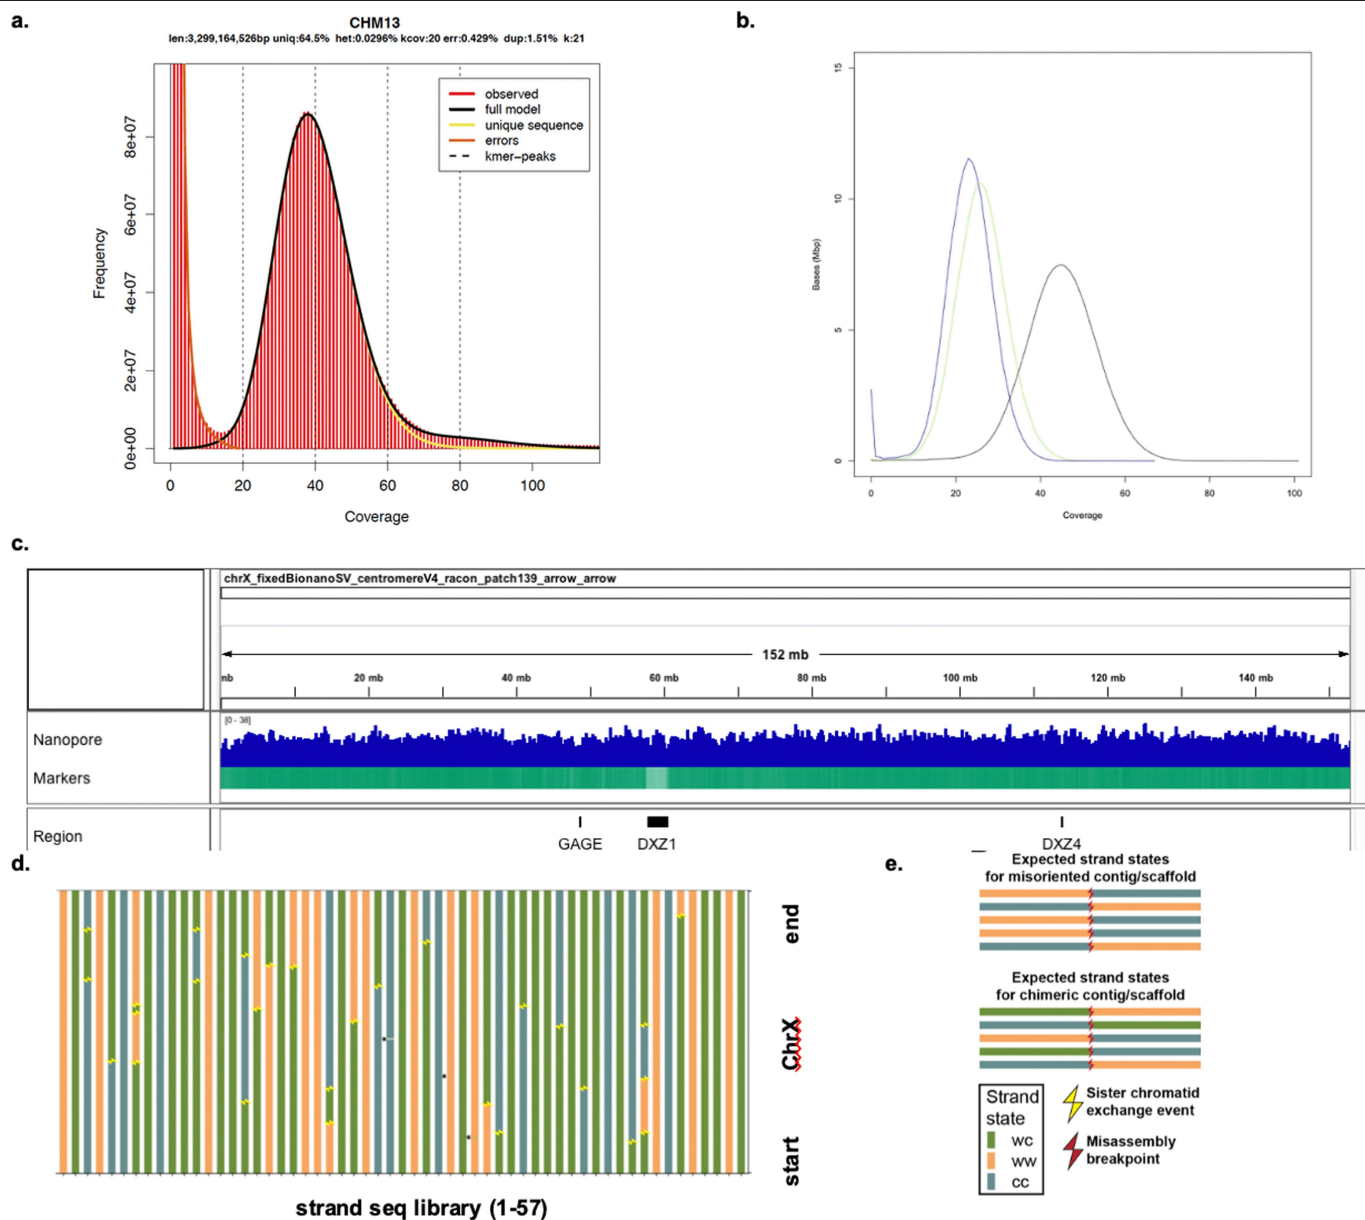 a.
CHM13
len:3,299,164,526bp uniq:64.5% het:0.0296% kcov:20 err:0.429% dup:1.51% k:21
observed
full model
unique sequence
errors
kmer-peaks
Frequency
0e+00 2e+07 4e+07 6e+07 8e+07
0 20 40 60 80 100
Coverage
b.
Bases (Mbp)
0 5 10 15
0 20 40 60 80 100
Coverage
c.
chrX_fixedBionanoSV_centromereV4_racon_patch139_arrow_arrow
152 mb
mb 20 mb 40 mb 60 mb 80 mb 100 mb 120 mb 140 mb
[0 - 38]
Nanopore
Markers
Region
GAGE DXZ1 DXZ4
d.
start ChrX end
strand seq library (1-57)
e.
Expected strand states
for misoriented contig/scaffold
Expected strand states
for chimeric contig/scaffold
Strand
state
WC
WW
CC
Sister chromatid
exchange event
Misassembly
breakpoint